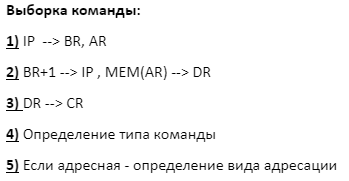 Выборка команды:
1) IP --> BR, AR
2) BR+1 --> IP , MEM(AR) --> DR
3) DR --> CR
4) Определение типа команды
5) Если адресная - определение вида адресации